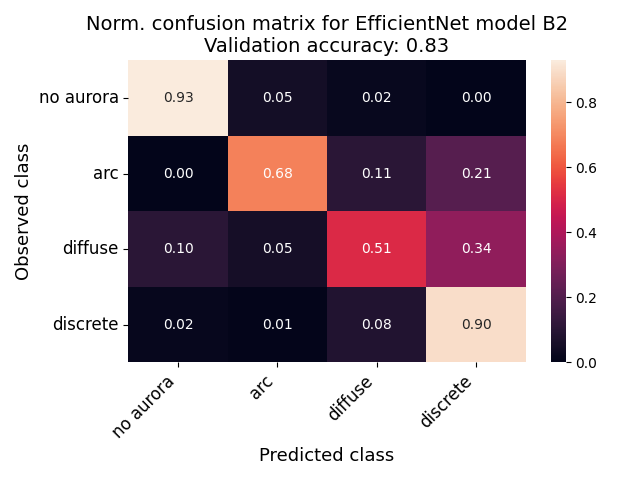 Norm. confusion matrix for EfficientNet model B2
Validation accuracy: 0.83
no aurora 0.93 0.05 0.02 0.00
arc 0.00 0.68 0.11 0.21
diffuse 0.10 0.05 0.51 0.34
discrete 0.02 0.01 0.08 0.90
no aurora arc diffuse discrete
Predicted class
Observed class
0.8
0.6
0.4
0.2
0.0